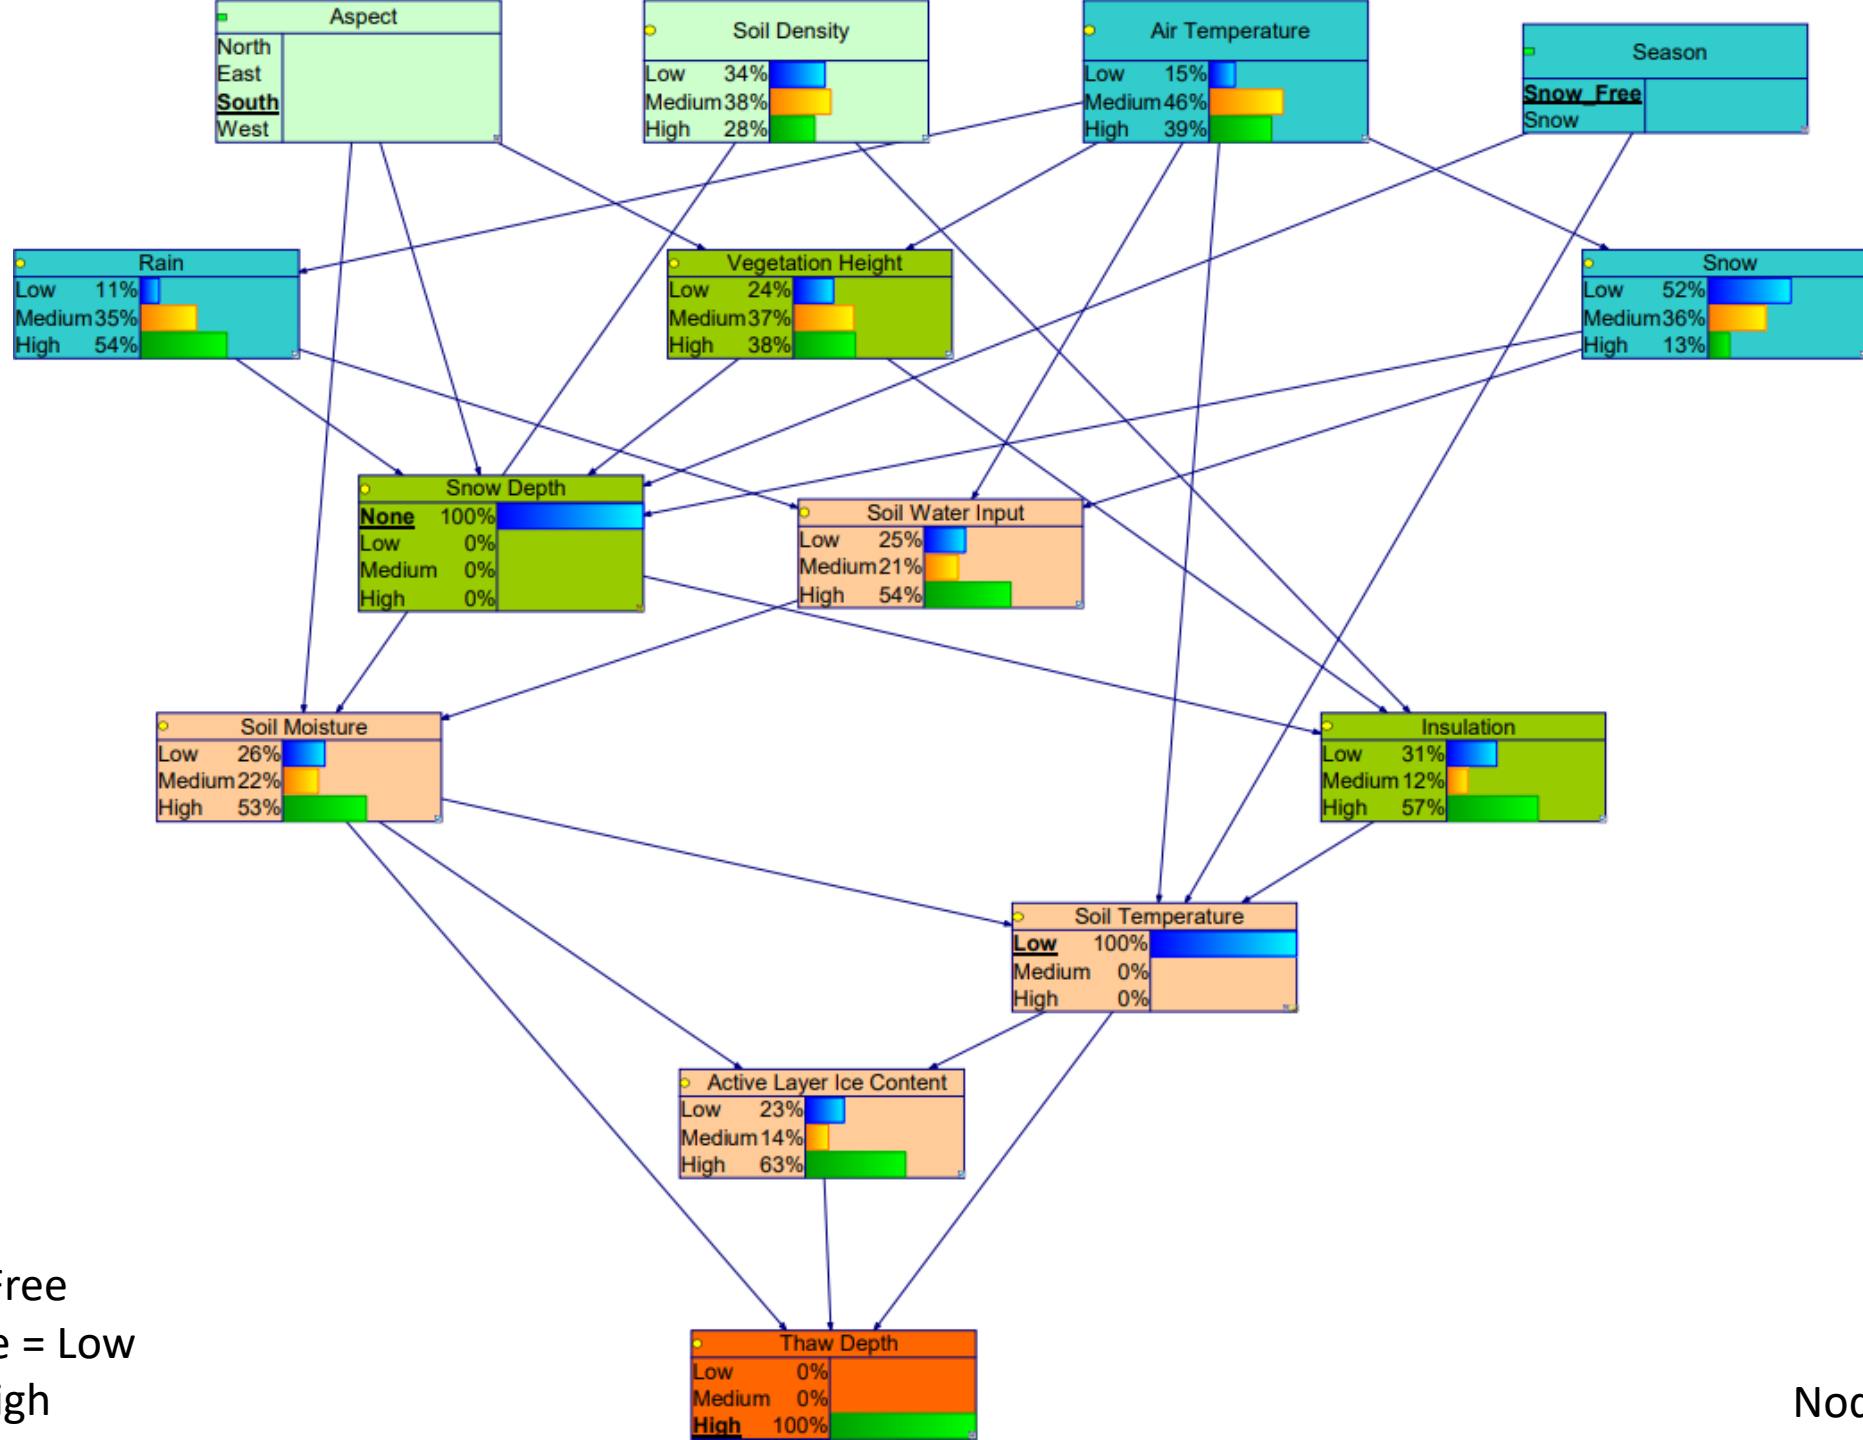 Aspect
North
East
South
West
Soil Density
Low 34%
Medium 38%
High 28%
Air Temperature
Low 15%
Medium 46%
High 39%
Season
Snow_Free
Snow
Rain
Low 11%
Medium 35%
High 54%
Vegetation Height
Low 24%
Medium 37%
High 38%
Snow
Low 52%
Medium 36%
High 13%
Snow Depth
None 100%
Low 0%
Medium 0%
High 0%
Soil Water Input
Low 25%
Medium 21%
High 54%
Soil Moisture
Low 26%
Medium 22%
High 53%
Insulation
Low 31%
Medium 12%
High 57%
Soil Temperature
Low 100%
Medium 0%
High 0%
Active Layer Ice Content
Low 23%
Medium 14%
High 63%
Thaw Depth
Low 0%
Medium 0%
High 100%
Free
e = Low
igh